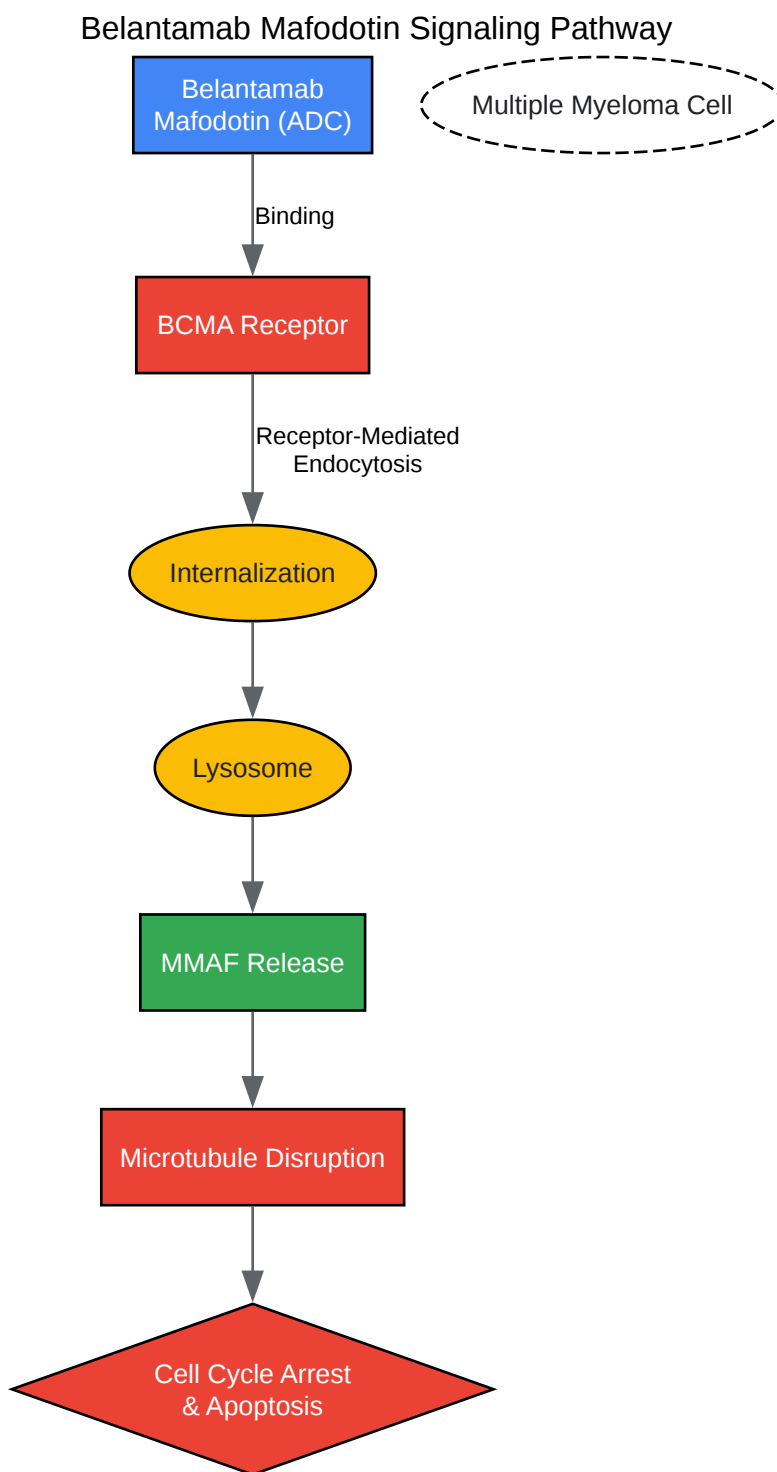 Belantamab Mafodotin Signaling Pathway
Belantamab
Mafodotin (ADC)
Multiple Myeloma Cell
Binding
BCMA Receptor
Receptor-Mediated
Endocytosis
Internalization
Lysosome
MMAF Release
Microtubule Disruption
Cell Cycle Arrest
& Apoptosis